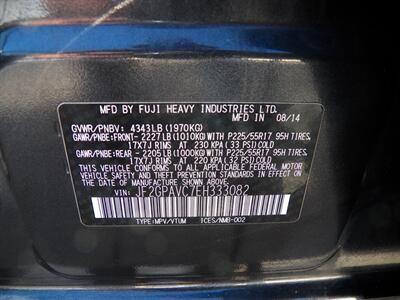 MFD. BY FUJI HEAVY INDUSTRIES LTD.
MFD. IN 08/14
GVWR/PNBV: 4343LB (1970KG)
GAWR/PNBE:FRONT- 2227LB (1010KG) WITH P225/55R17 95H TIRES,
17X7J RIMS AT 230 KPA (33 PSI) COLD
GAWR/PNBE:REAR - 2205LB (1000KG) WITH P225/55R17 95H TIRES,
17X7J RIMS AT 220 KPA (32 PSI) COLD
THIS VEHICLE CONFORMS TO ALL APPLICABLE FEDERAL MOTOR
VEHICLE SAFETY STANDARDS IN EFFECT
ON THE DATE OF MANUFACTURE SHOWN ABOVE.
VIN: JF2GPAVC7EH333082
TYPE:MPV/VTUM ICES/NMB-002